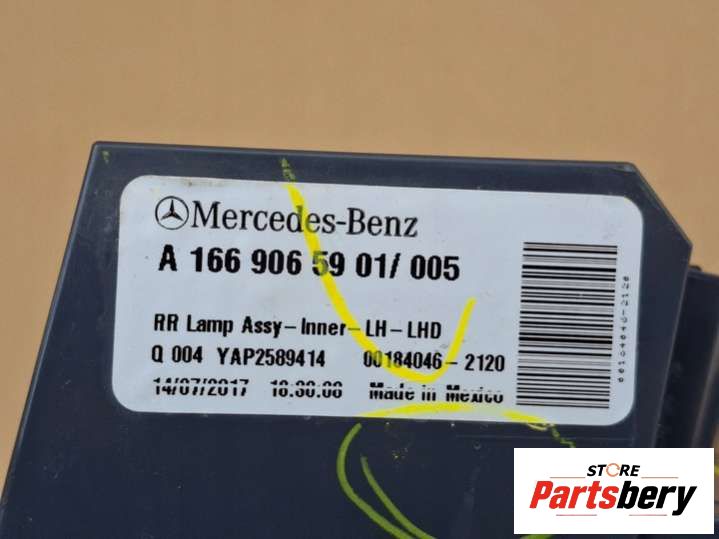 Mercedes-Benz
A 166 906 59 01/ 005
RR Lamp Assy-Inner-LH-LHD
Q 004 YAP2589414 00184046-2120
14/07/2017 Made in Mexico
STORE
Partsbery